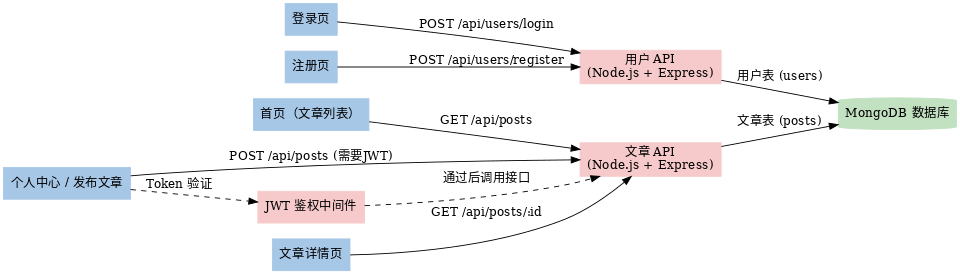 登录页
POST /api/users/login
注册页
POST /api/users/register
用户 API
(Node.js + Express)
用户表 (users)
首页（文章列表）
GET /api/posts
文章表 (posts)
MongoDB 数据库
文章 API
(Node.js + Express)
POST /api/posts (需要JWT)
个人中心 / 发布文章
Token 验证
通过后调用接口
JWT 鉴权中间件
GET /api/posts/:id
文章详情页